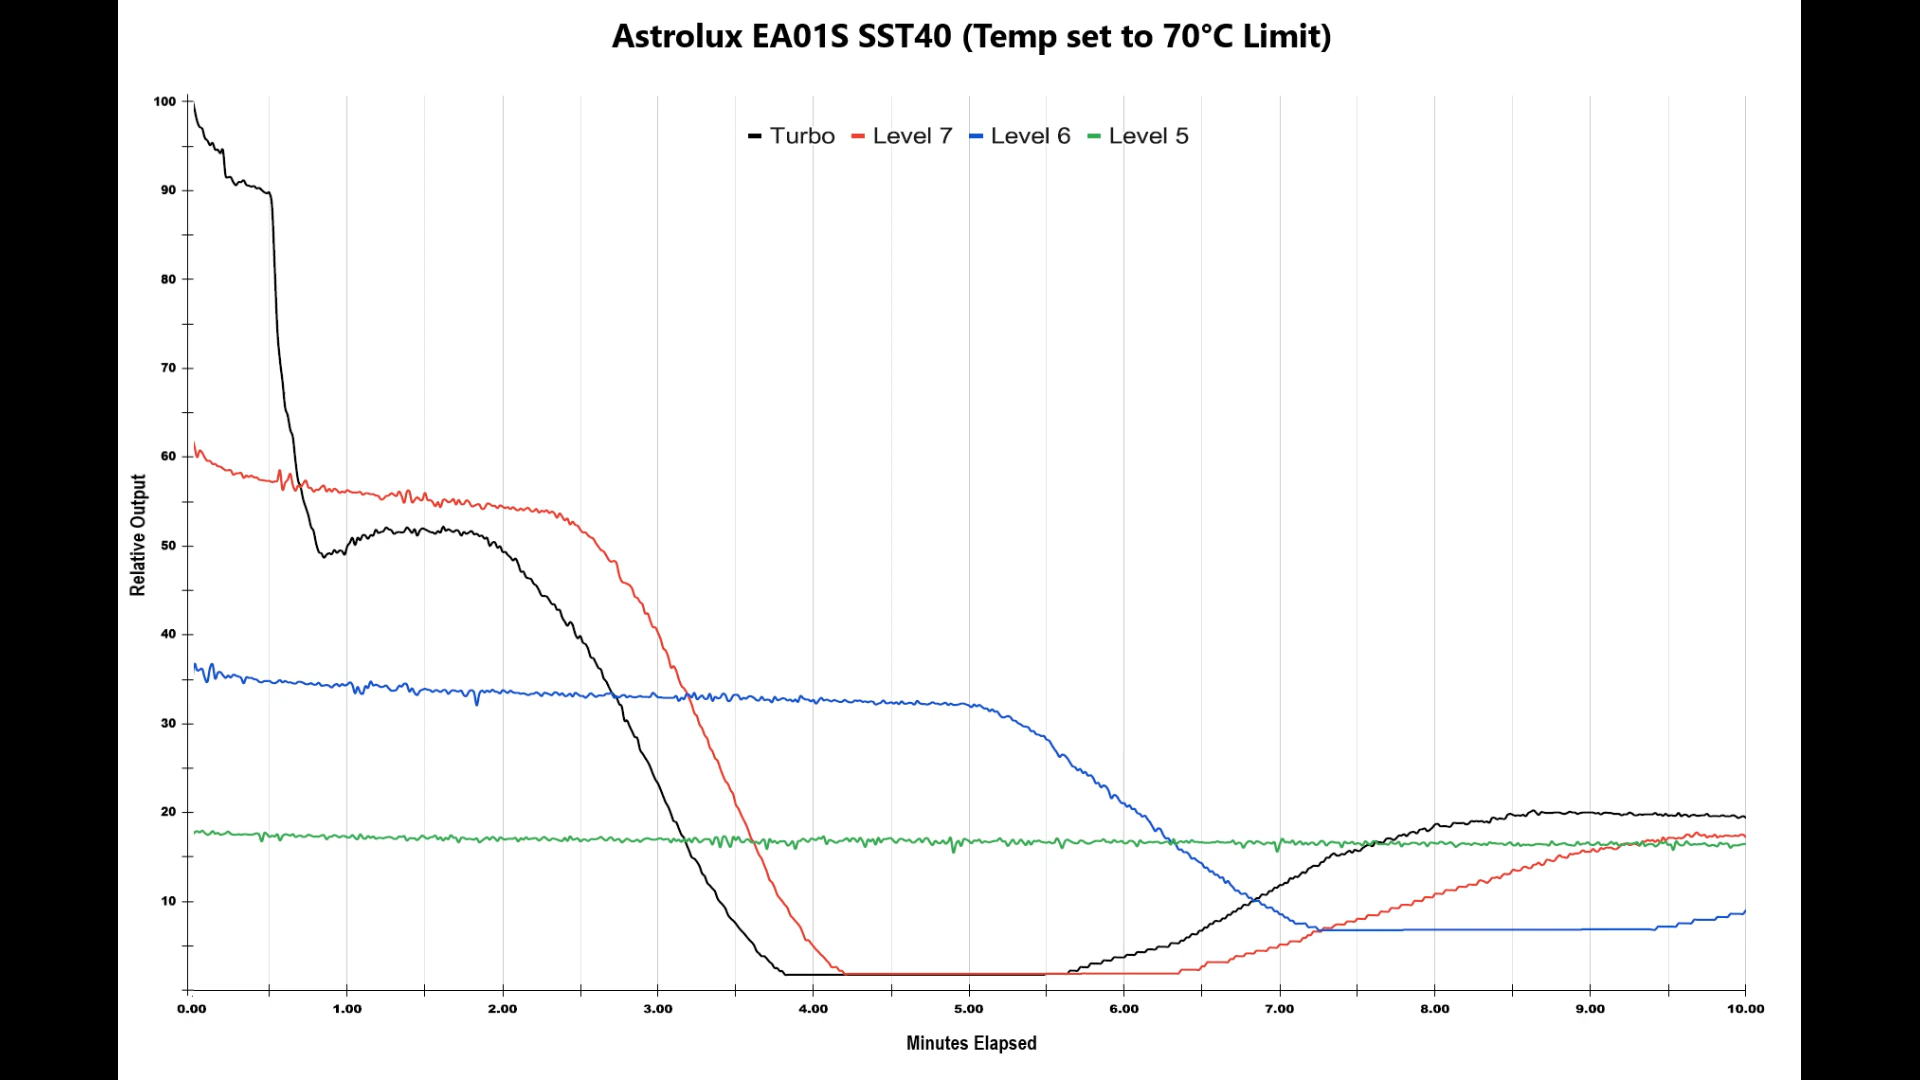 Astrolux EA01S SST40 (Temp set to 70°C Limit)
Turbo Level 7 Level 6 Level 5
100
90
80
70
60
50
40
30
20
10
Relative Output
0.00 1.00 2.00 3.00 4.00 5.00 6.00 7.00 8.00 9.00 10.00
Minutes Elapsed